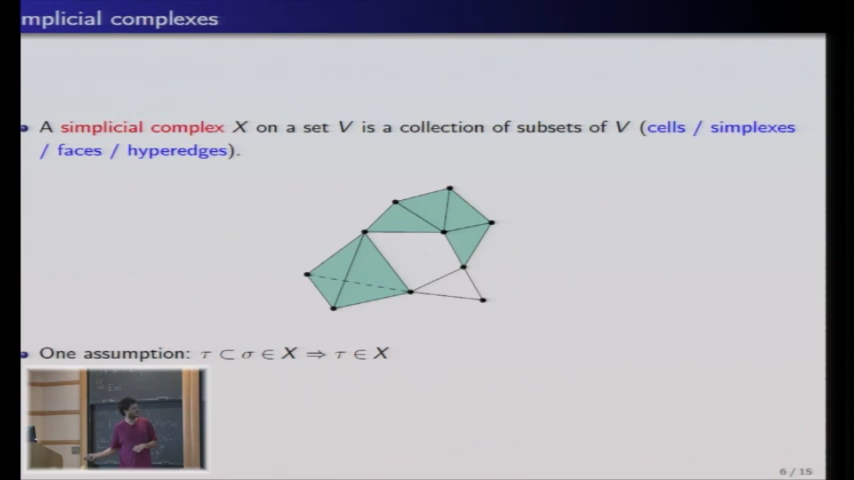 mplicial complexes
A simplicial complex X on a set V is a collection of subsets of V (cells / simplexes
/ faces / hyperedges).
One assumption: τ ⊂ σ ∈ X ⇒ τ ∈ X
6 / 15